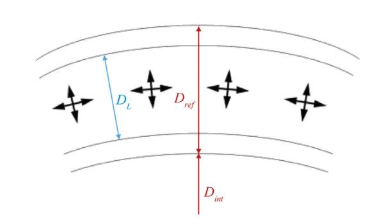 D_L
D_ref
D_int